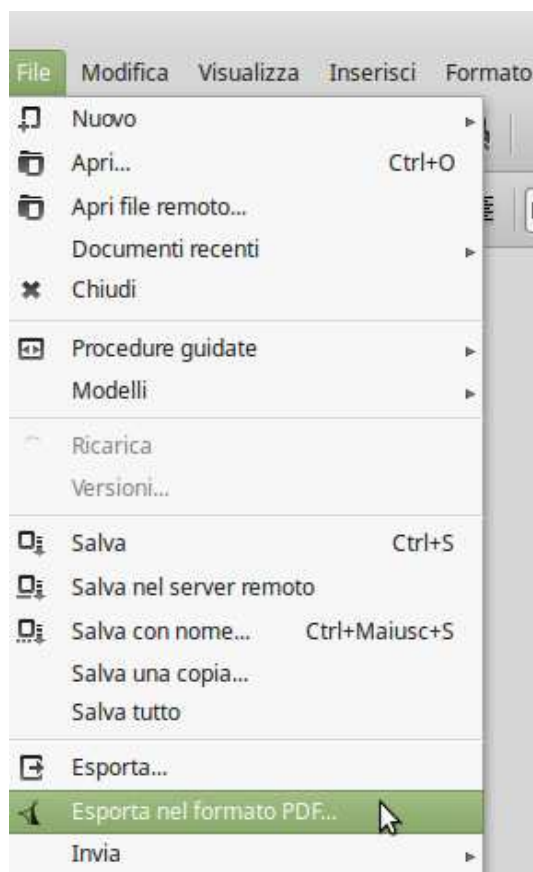 File Modifica Visualizza Inserisci Formato
Nuovo
Apri... Ctrl+O
Apri file remoto...
Documenti recenti
Chiudi
Procedure guidate
Modelli
Ricarica
Versioni...
Salva Ctrl+S
Salva nel server remoto
Salva con nome... Ctrl+Maiusc+S
Salva una copia...
Salva tutto
Esporta...
Esporta nel formato PDF...
Invia